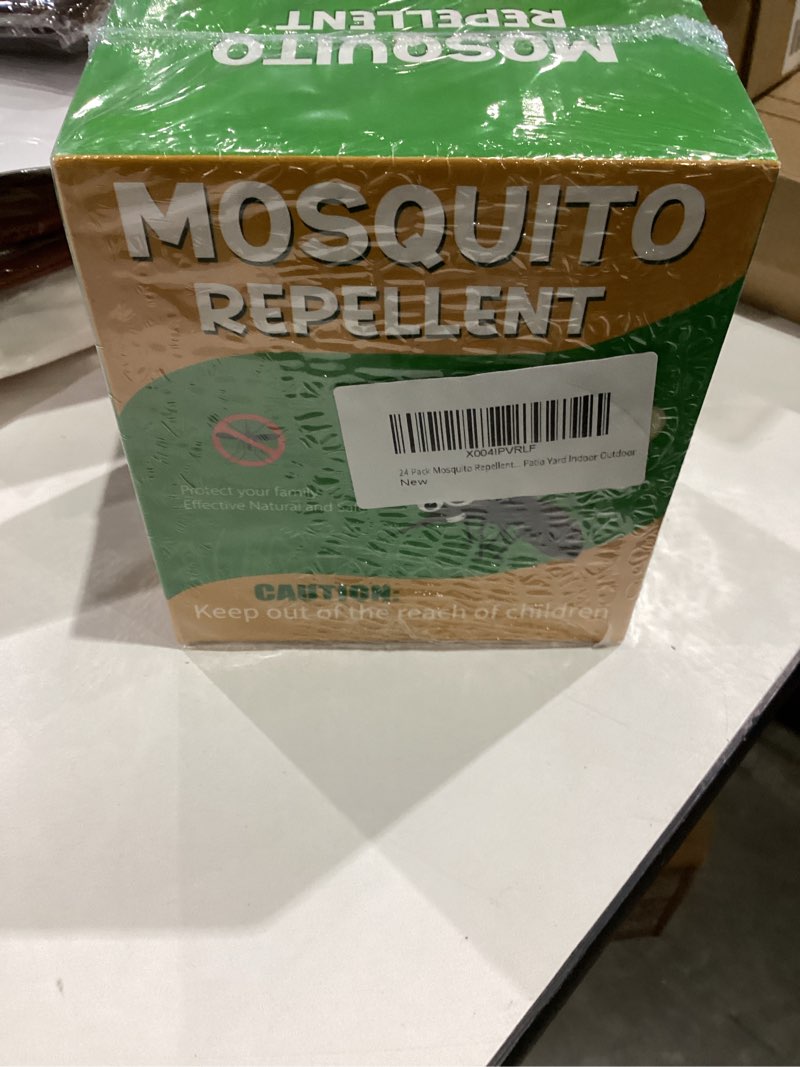 REPELLENT
MOSQUITO
MOSQUITO
REPELLENT
X004IPVRLF
24 Pack Mosquito Repellent... Patio Yard Indoor Outdoor
New
Protect your family
Effective Natural and Safe
CAUTION:
Keep out of the reach of children